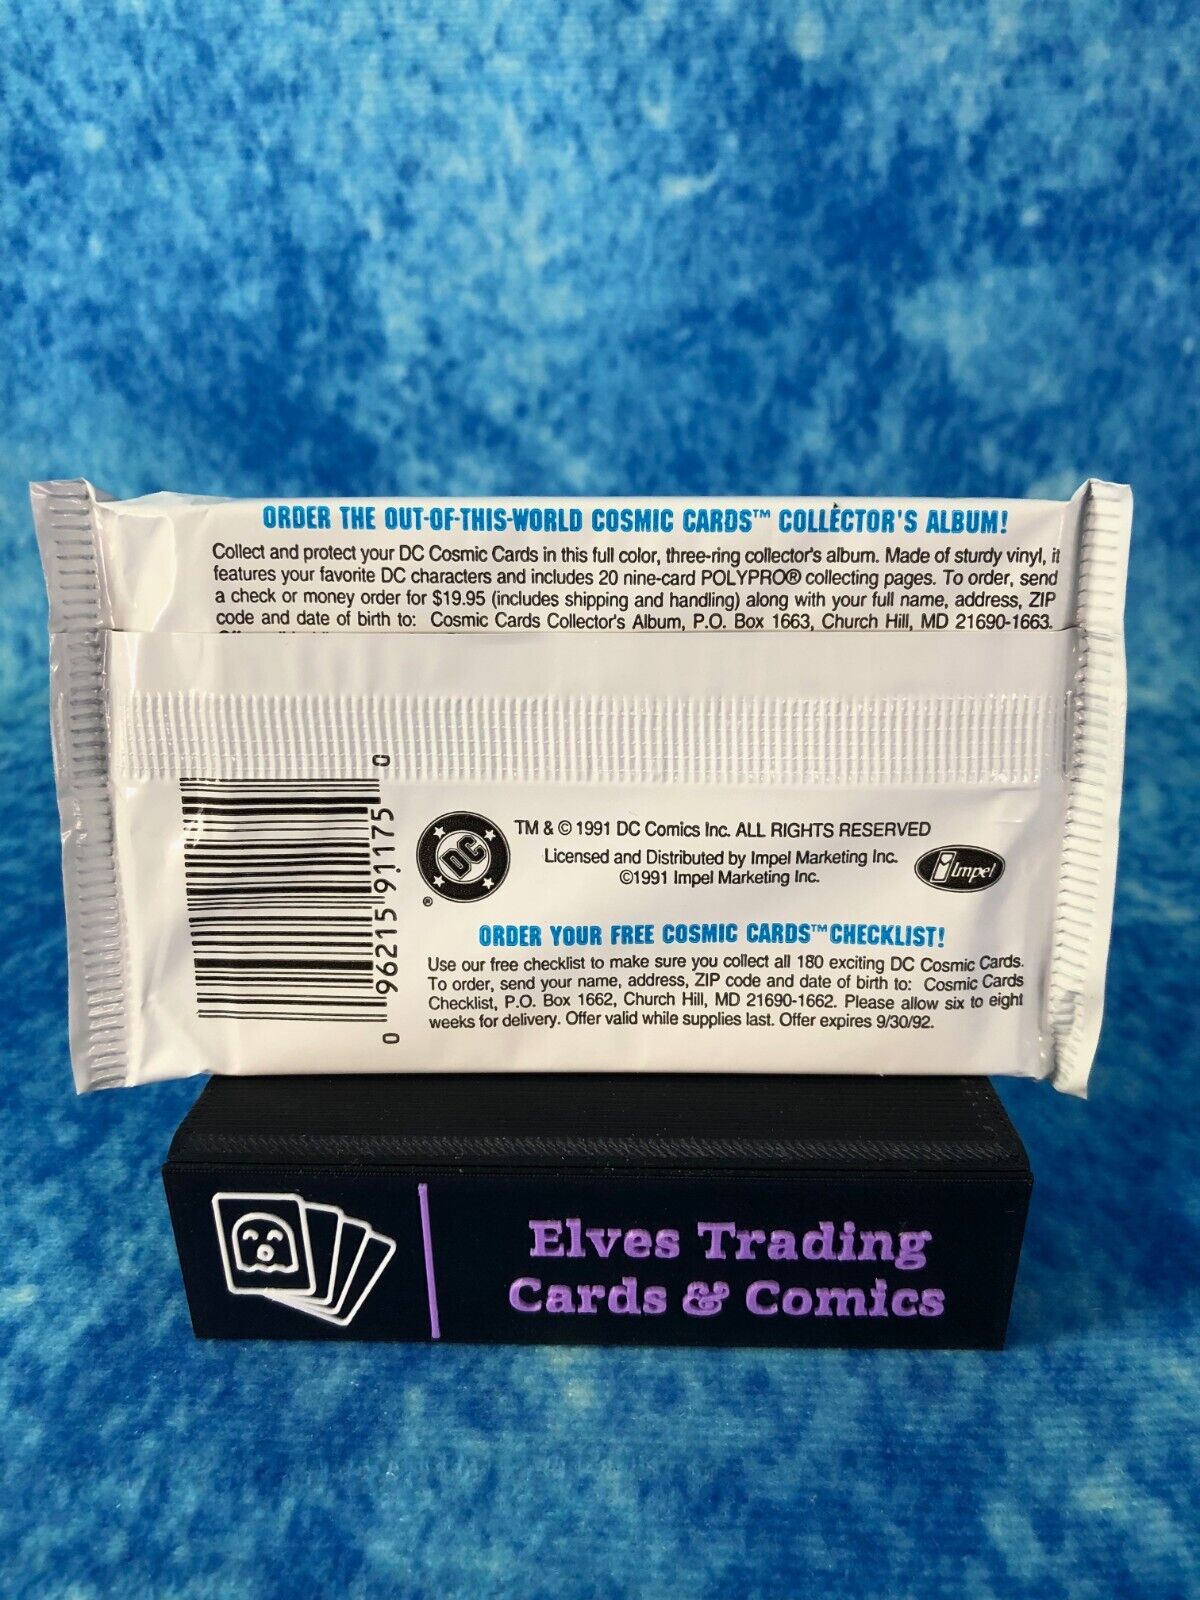 ORDER THE OUT-OF-THIS-WORLD COSMIC CARDS™ COLLECTOR'S ALBUM!
Collect and protect your DC Cosmic Cards in this full color, three-ring collector's album. Made of sturdy vinyl, it
features your favorite DC characters and includes 20 nine-card POLYPRO® collecting pages. To order, send
a check or money order for $19.95 (includes shipping and handling) along with your full name, address, ZIP
code and date of birth to: Cosmic Cards Collector's Album, P.O. Box 1663, Church Hill, MD 21690-1663.
0 96215 91175 0
DC
®
TM & © 1991 DC Comics Inc. ALL RIGHTS RESERVED
Licensed and Distributed by Impel Marketing Inc.
©1991 Impel Marketing Inc.
Impel
ORDER YOUR FREE COSMIC CARDS™ CHECKLIST!
Use our free checklist to make sure you collect all 180 exciting DC Cosmic Cards.
To order, send your name, address, ZIP code and date of birth to: Cosmic Cards
Checklist, P.O. Box 1662, Church Hill, MD 21690-1662. Please allow six to eight
weeks for delivery. Offer valid while supplies last. Offer expires 9/30/92.
Elves Trading
Cards & Comics